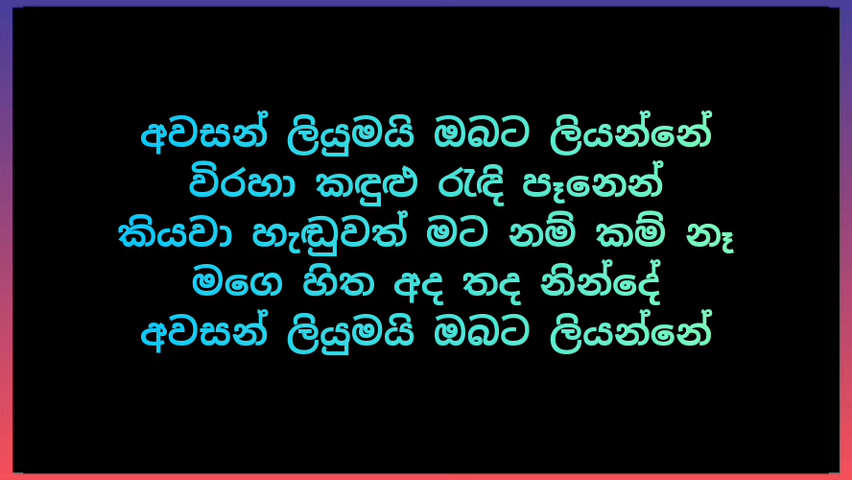 අවසන් ලියුමයි ඔබට ලියන්නේ
විරහා කඳුළු රැඳි පෑනෙන්
කියවා හැඬුවත් මට නම් කම් නෑ
මගෙ හිත අද තද නින්දේ
අවසන් ලියුමයි ඔබට ලියන්නේ